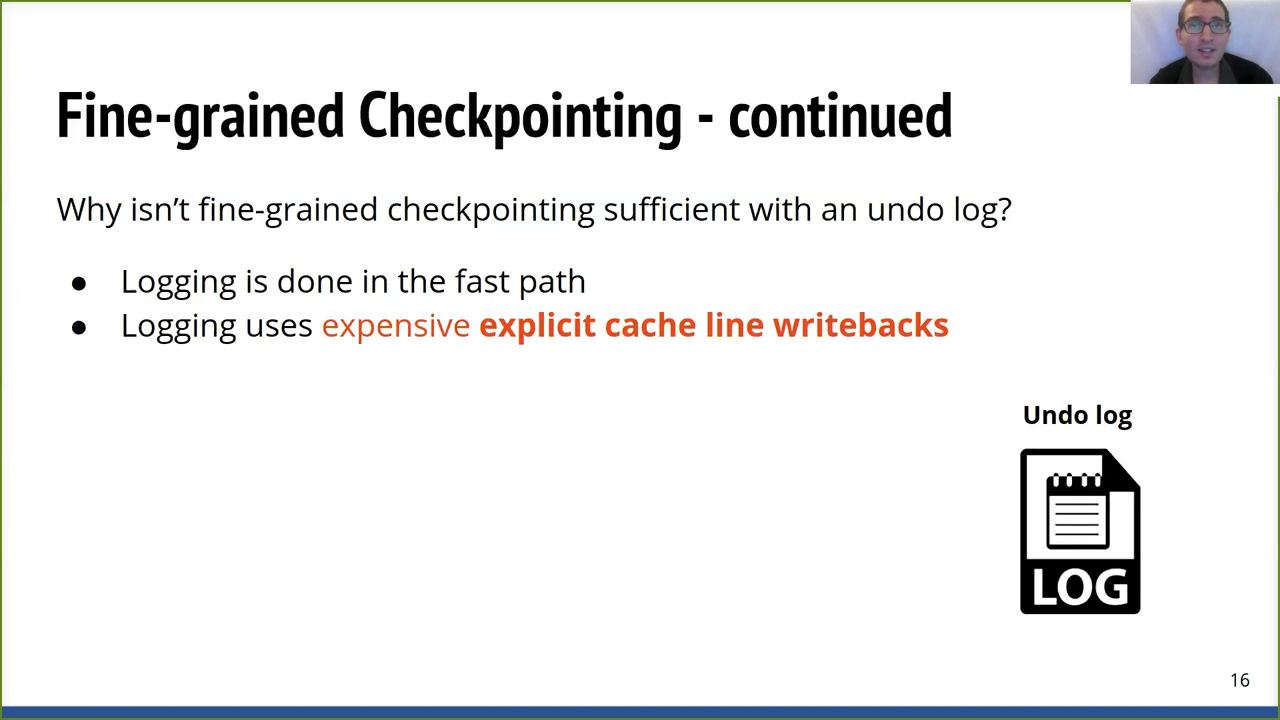 Fine-grained Checkpointing - continued
Why isn't fine-grained checkpointing sufficient with an undo log?
● Logging is done in the fast path
● Logging uses expensive explicit cache line writebacks
Undo log
LOG
16